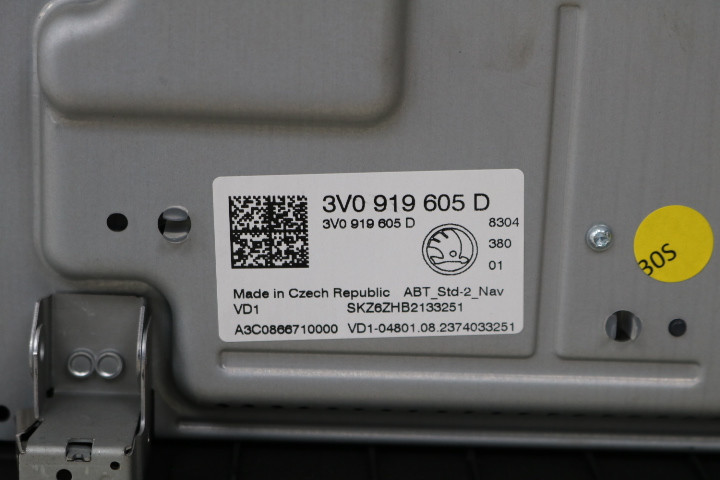 3V0 919 605 D
3V0 919 605 D
8304
380
01
Made in Czech Republic ABT_Std-2_Nav
VD1 SKZ6ZHB2133251
A3C0866710000 VD1-04801.08.2374033251
30S